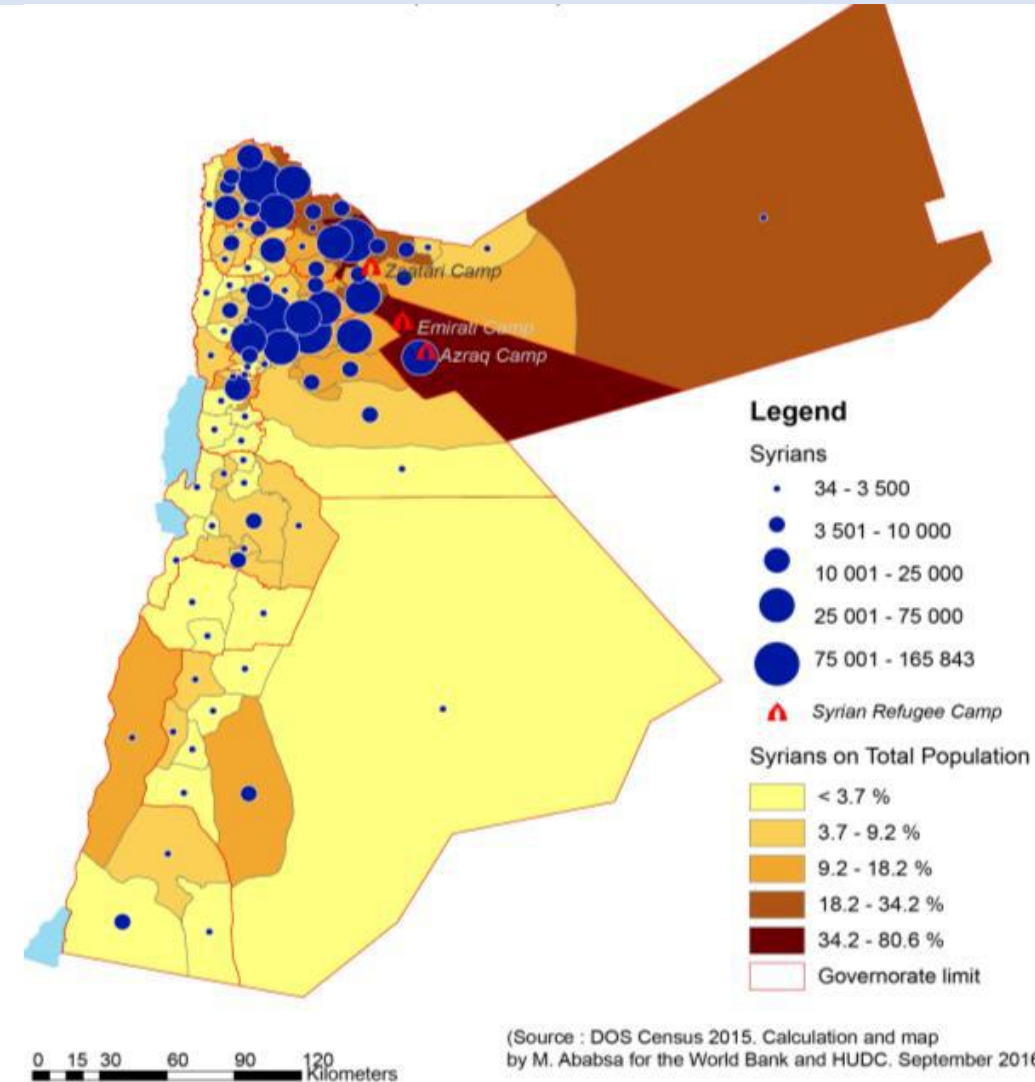 Zaatari Camp
Emirati Camp
Azraq Camp
Legend
Syrians
34 - 3 500
3 501 - 10 000
10 001 - 25 000
25 001 - 75 000
75 001 - 165 843
Syrian Refugee Camp
Syrians on Total Population
< 3.7 %
3.7 - 9.2 %
9.2 - 18.2 %
18.2 - 34.2 %
34.2 - 80.6 %
Governorate limit
(Source : DOS Census 2015. Calculation and map
by M. Ababsa for the World Bank and HUDC. September 2016
0 15 30 60 90 120
Kilometers